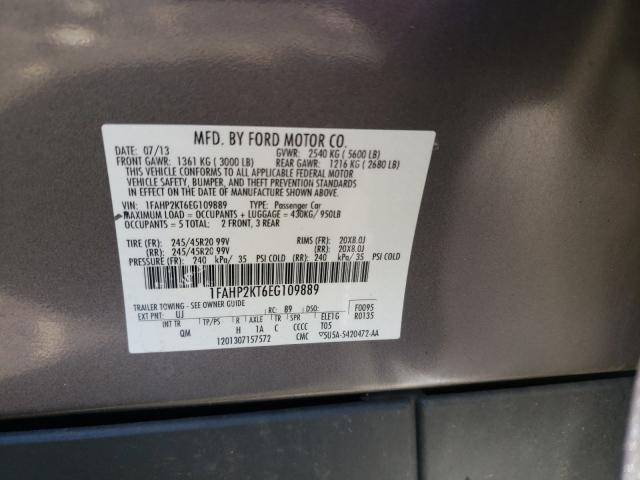 MFD. BY FORD MOTOR CO.
DATE: 07/13 GVWR: 2540 KG ( 5600 LB)
FRONT GAWR: 1361 KG ( 3000 LB) REAR GAWR: 1216 KG ( 2680 LB)
THIS VEHICLE CONFORMS TO ALL APPLICABLE FEDERAL MOTOR
VEHICLE SAFETY, BUMPER, AND THEFT PREVENTION STANDARDS
IN EFFECT ON THE DATE OF MANUFACTURE SHOWN ABOVE.
VIN: 1FAHP2KT6EG109889 TYPE: Passenger Car
MAXIMUM LOAD = OCCUPANTS + LUGGAGE = 430KG/ 950LB
OCCUPANTS = 5 TOTAL: 2 FRONT, 3 REAR
TIRE (FR): 245/45R20 99V RIMS (FR): 20X8.0J
(RR): 245/45R20 99V (RR): 20X8.0J
PRESSURE (FR): 240 kPa/ 35 PSI COLD (RR): 240 kPa/ 35 PSI COLD
1FAHP2KT6EG109889
TRAILER TOWING - SEE OWNER GUIDE
EXT PNT: UJ RC: B9 DSO: F0095
INT TR TP/PS R AXLE TR SPR ELE1G R0135
QM H 1A C CCCC T05
1201307157572 CMC 5U5A-5420472-AA